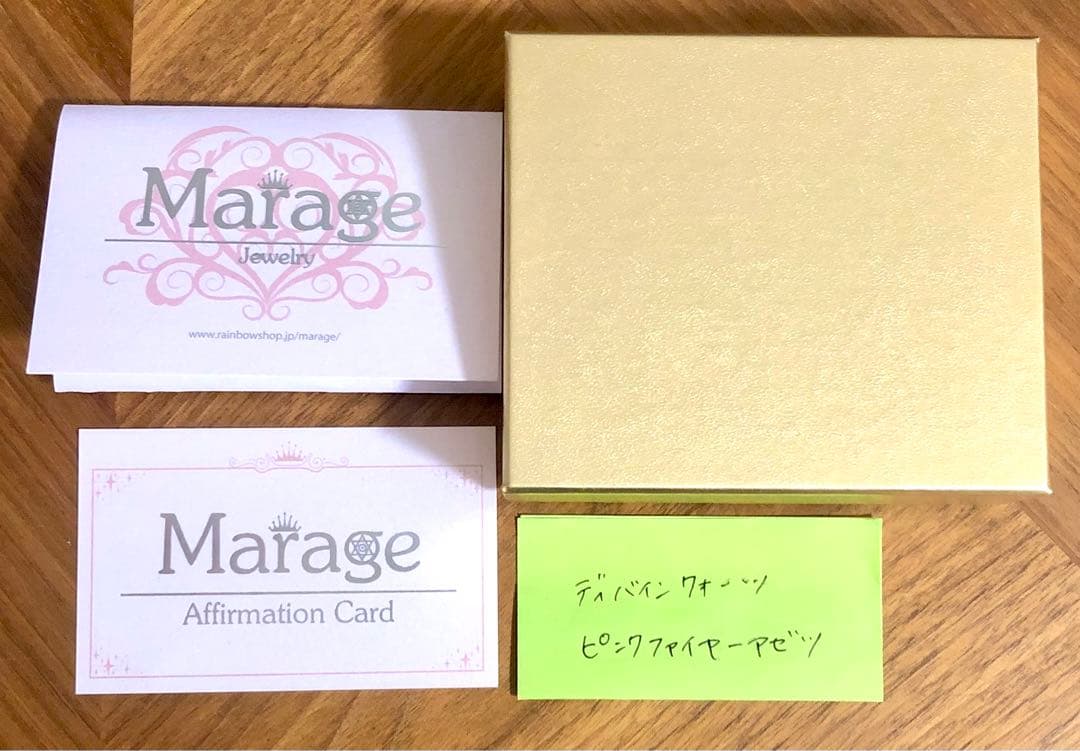 Marage
Jewelry
www.rainbowshop.jp/marage/
Marage
Affirmation Card
ディバインクォーツ
ピンクファイヤーアゼツ